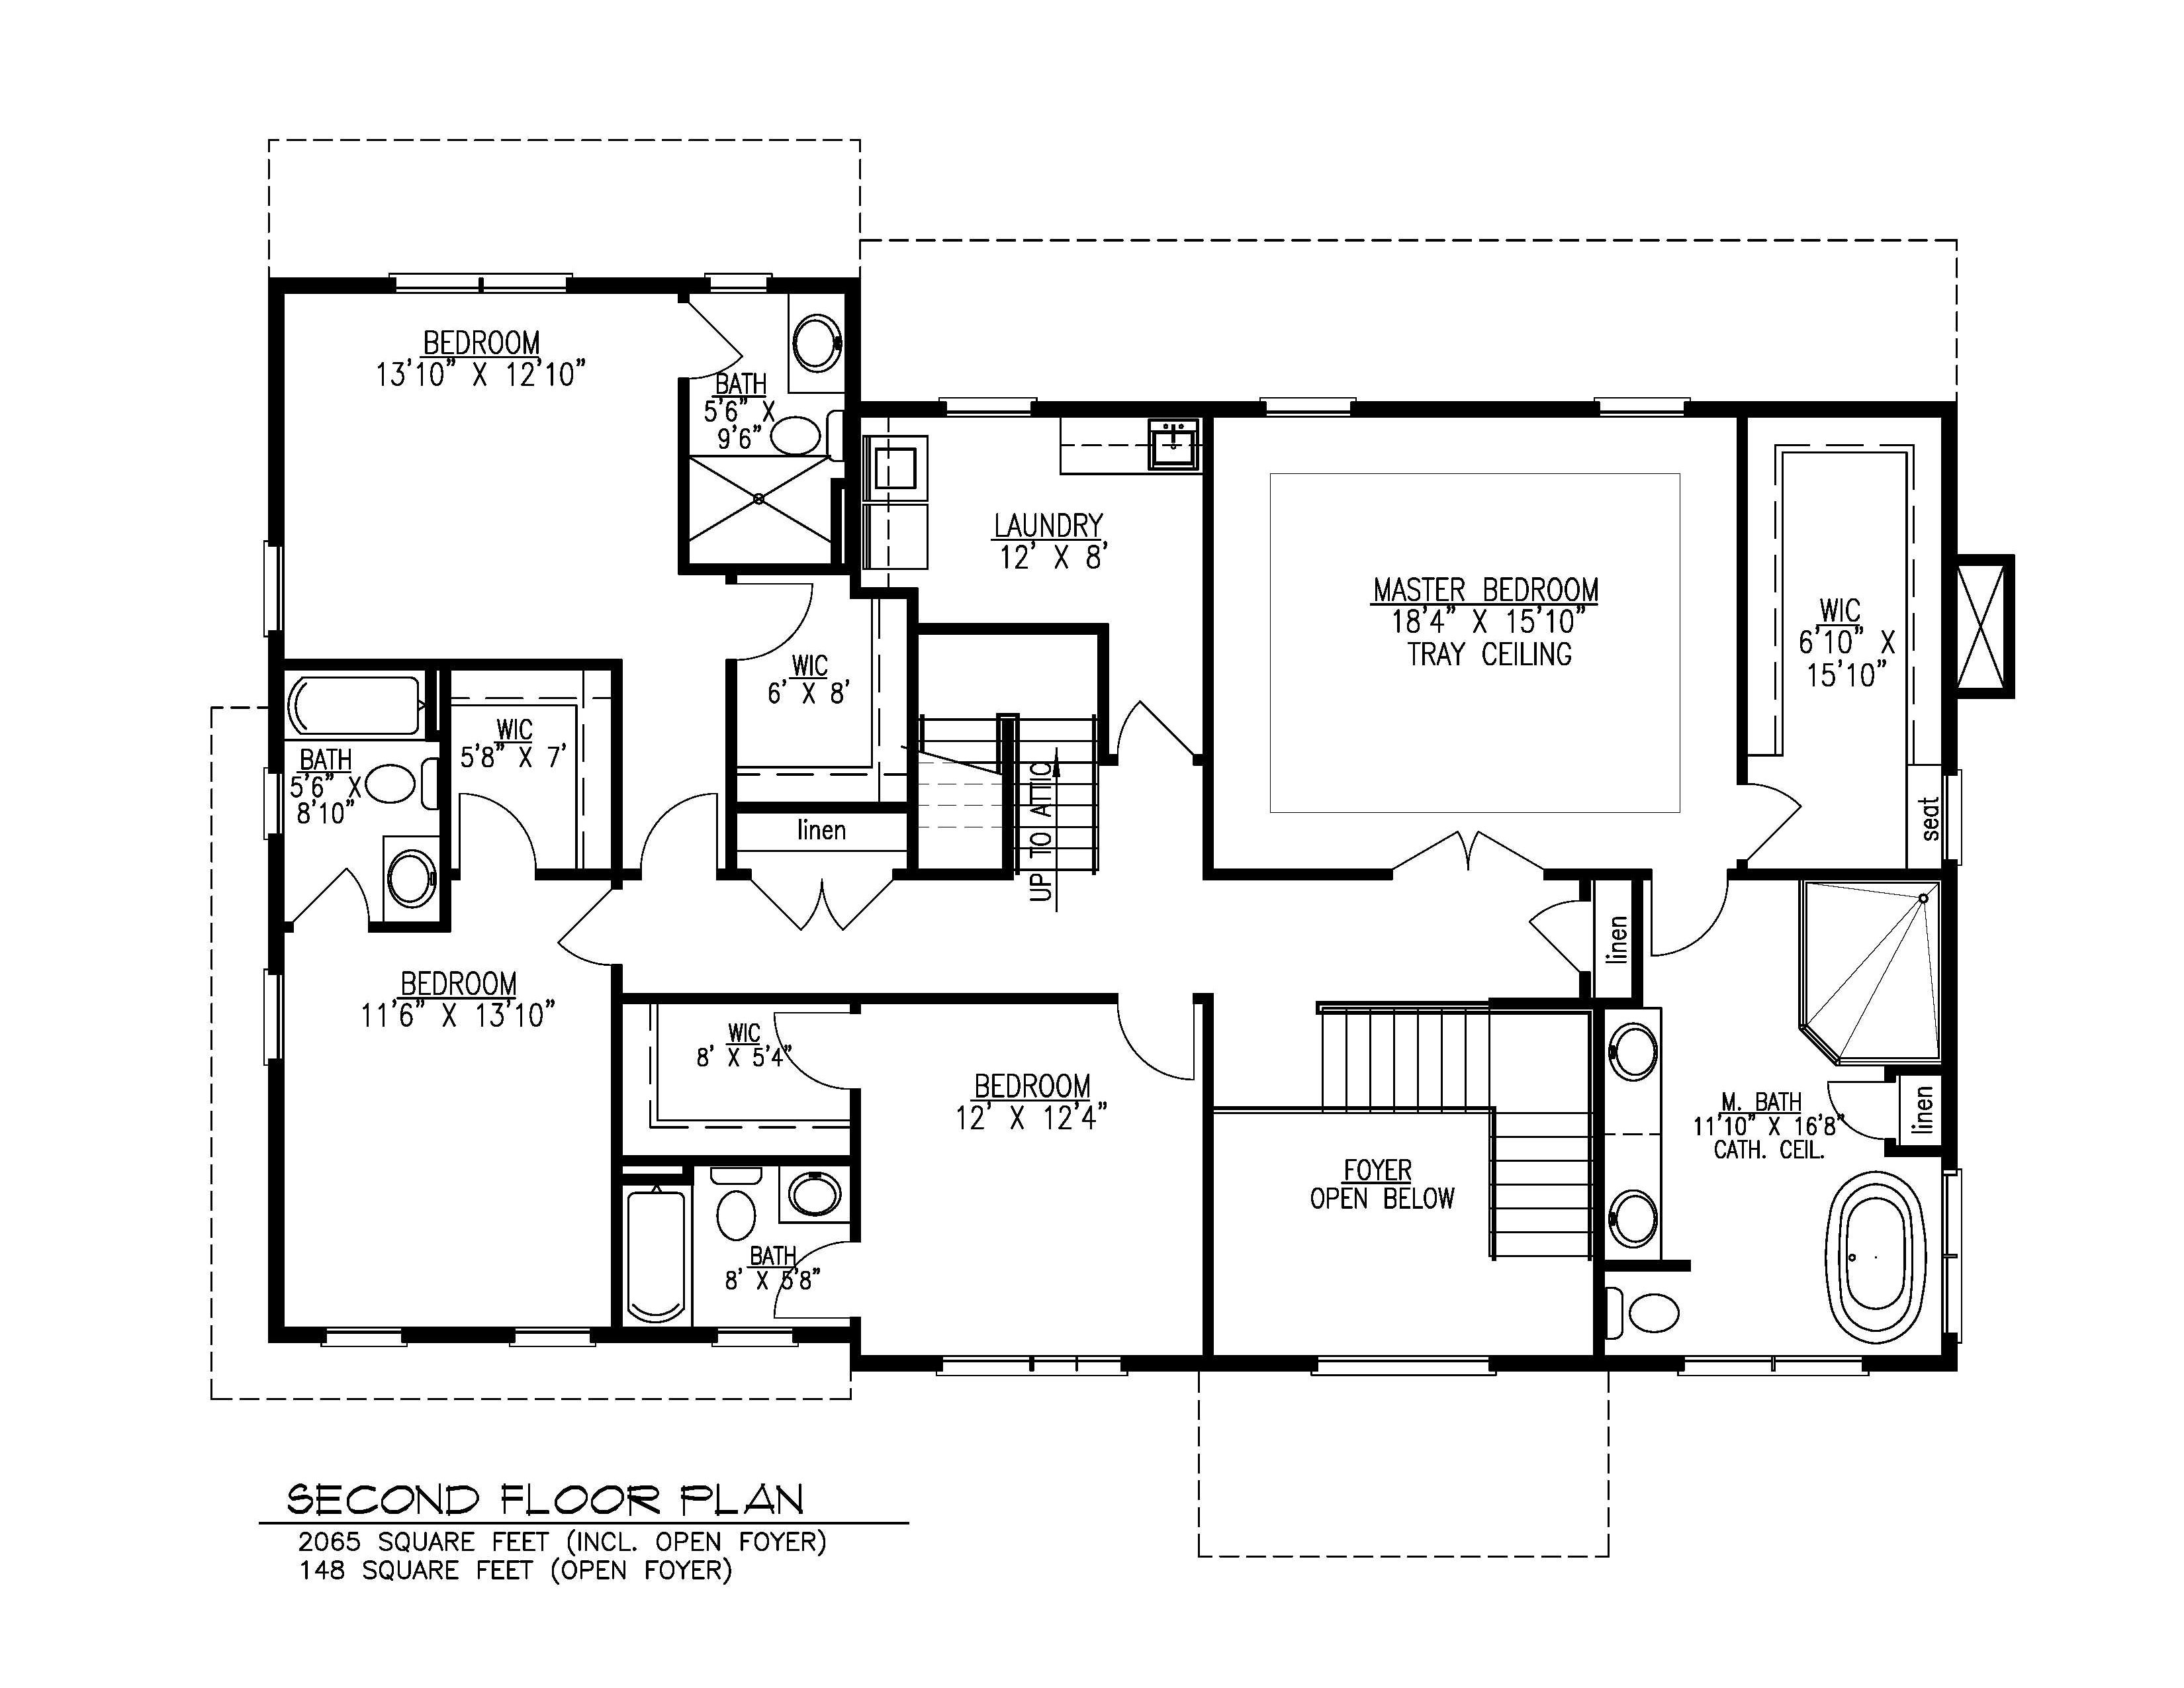 BEDROOM
13'10" X 12'10"
BATH
5'6" X
9'6"
LAUNDRY
12' X 8'
MASTER BEDROOM
18'4" X 15'10"
TRAY CEILING
WIC
6'10" X
15'10"
WIC
6' X 8'
WIC
5'8" X 7'
BATH
5'6" X
8'10"
linen
UP TO ATTIC
seat
linen
BEDROOM
11'6" X 13'10"
WIC
8' X 5'4"
BEDROOM
12' X 12'4"
M. BATH
11'10" X 16'8"
CATH. CEIL.
linen
FOYER
OPEN BELOW
BATH
8' X 5'8"
SECOND FLOOR PLAN
2065 SQUARE FEET (INCL. OPEN FOYER)
148 SQUARE FEET (OPEN FOYER)